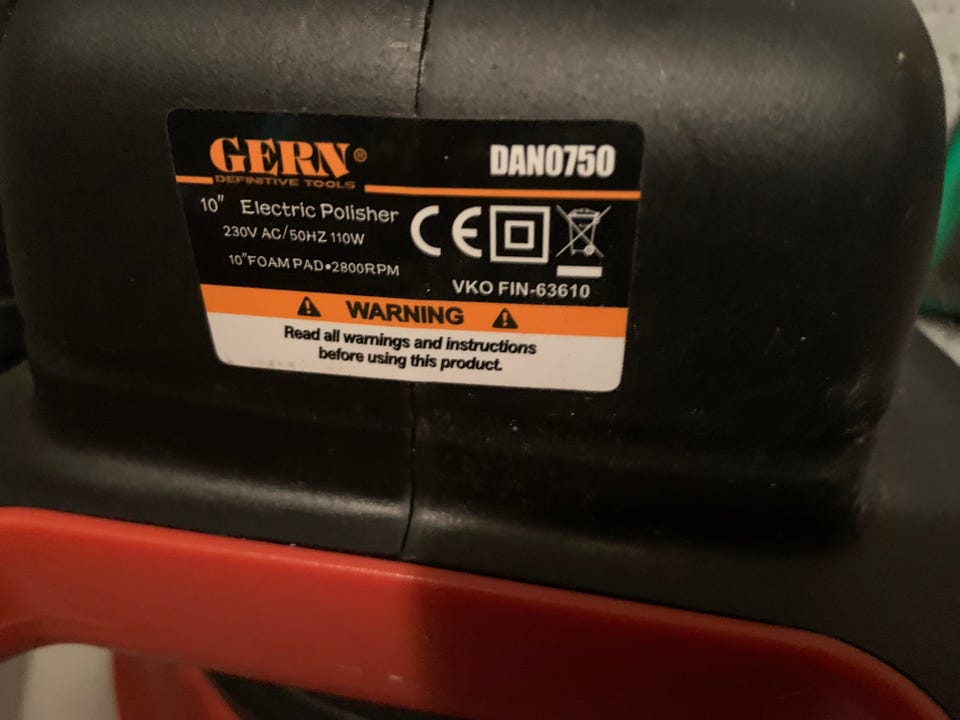 GERN®
DEFINITIVE TOOLS
DAN0750
10" Electric Polisher
230V AC/50HZ 110W
10"FOAM PAD•2800RPM
CE
VKO FIN-63610
WARNING
Read all warnings and instructions
before using this product.